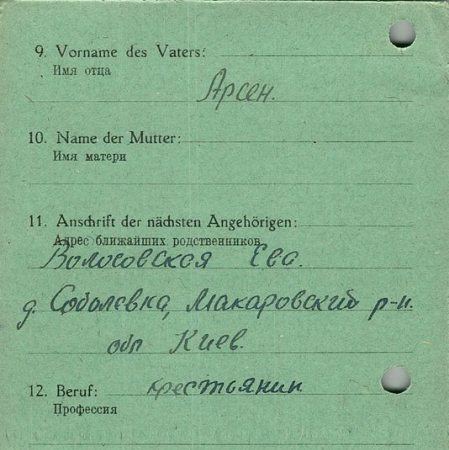 9. Vorname des Vaters:
Имя отца
Арсен.
10. Name der Mutter:
Имя матери
11. Anschrift der nächsten Angehörigen:
Адрес ближайших родственников
Волосовская Ева.
д. Соболевка, Макаровский р-н.
обл Киев.
12. Beruf: крестьянин
Профессия